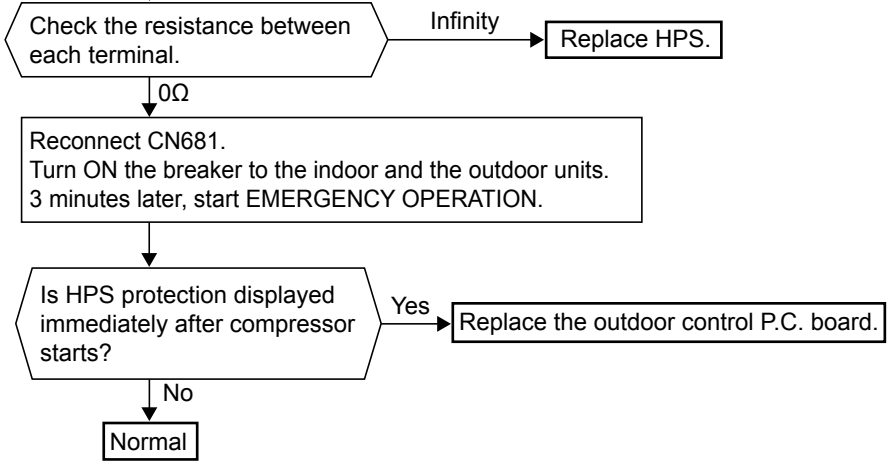 Check the resistance between
each terminal.
Infinity
Replace HPS.
0Ω
Reconnect CN681.
Turn ON the breaker to the indoor and the outdoor units.
3 minutes later, start EMERGENCY OPERATION.
Is HPS protection displayed
immediately after compressor
starts?
Yes
Replace the outdoor control P.C. board.
No
Normal